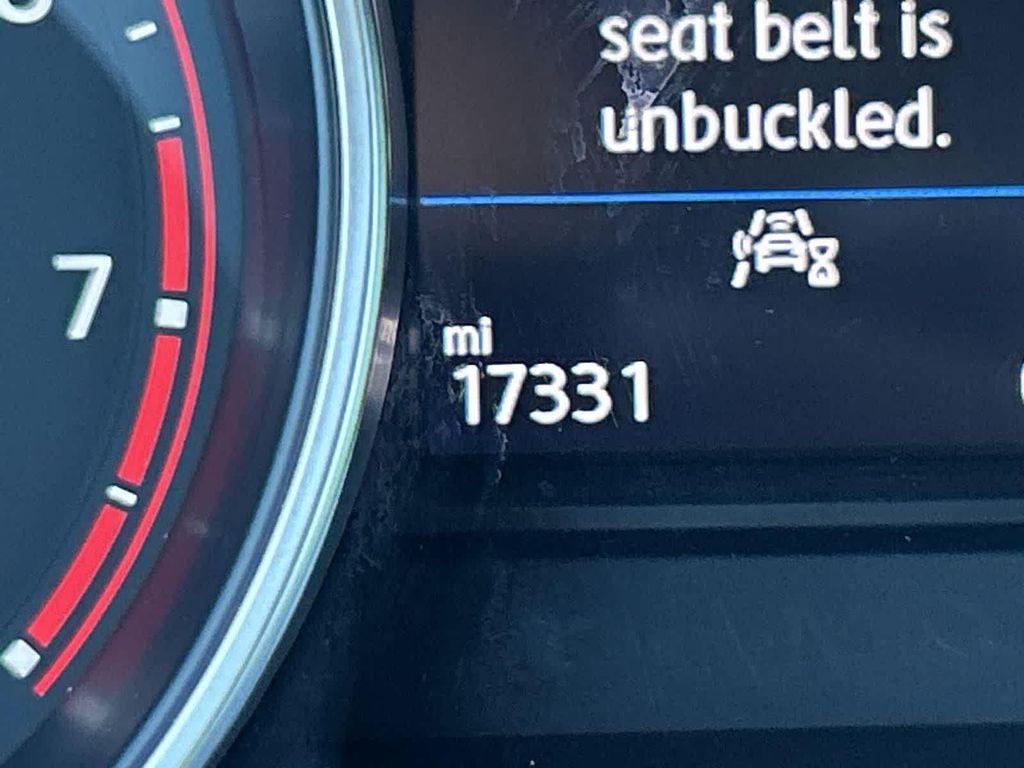 seat belt is
unbuckled.
7
mi
17331